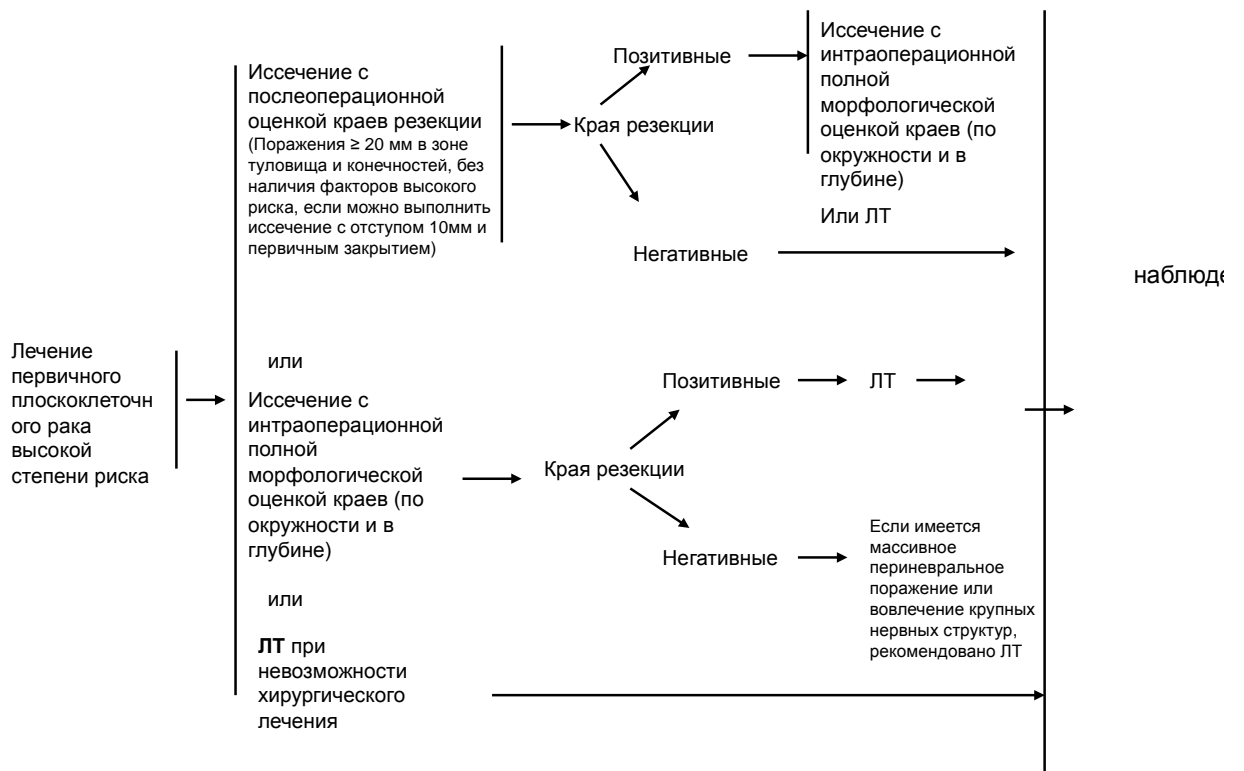 Лечение
первичного
плоскоклеточн
ого рака
высокой
степени риска
Иссечение с
послеоперационной
оценкой краев резекции
(Поражения ≥ 20 мм в зоне
туловища и конечностей, без
наличия факторов высокого
риска, если можно выполнить
иссечение с отступом 10мм и
первичным закрытием)
Края резекции
Позитивные
Иссечение с
интраоперационной
полной
морфологической
оценкой краев (по
окружности и в
глубине)
Или ЛТ
Негативные
или
Иссечение с
интраоперационной
полной
морфологической
оценкой краев (по
окружности и в
глубине)
Края резекции
Позитивные
ЛТ
Негативные
Если имеется
массивное
периневральное
поражение или
вовлечение крупных
нервных структур,
рекомендовано ЛТ
или
ЛТ при
невозможности
хирургического
лечения
наблюде